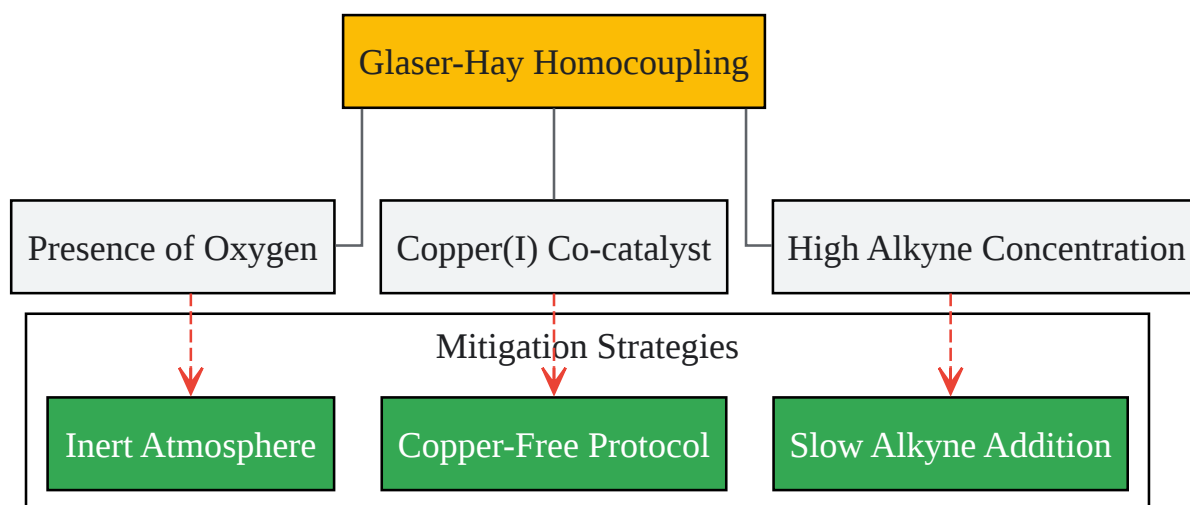 Glaser-Hay Homocoupling
Presence of Oxygen
Copper(I) Co-catalyst
High Alkyne Concentration
Mitigation Strategies
Inert Atmosphere
Copper-Free Protocol
Slow Alkyne Addition